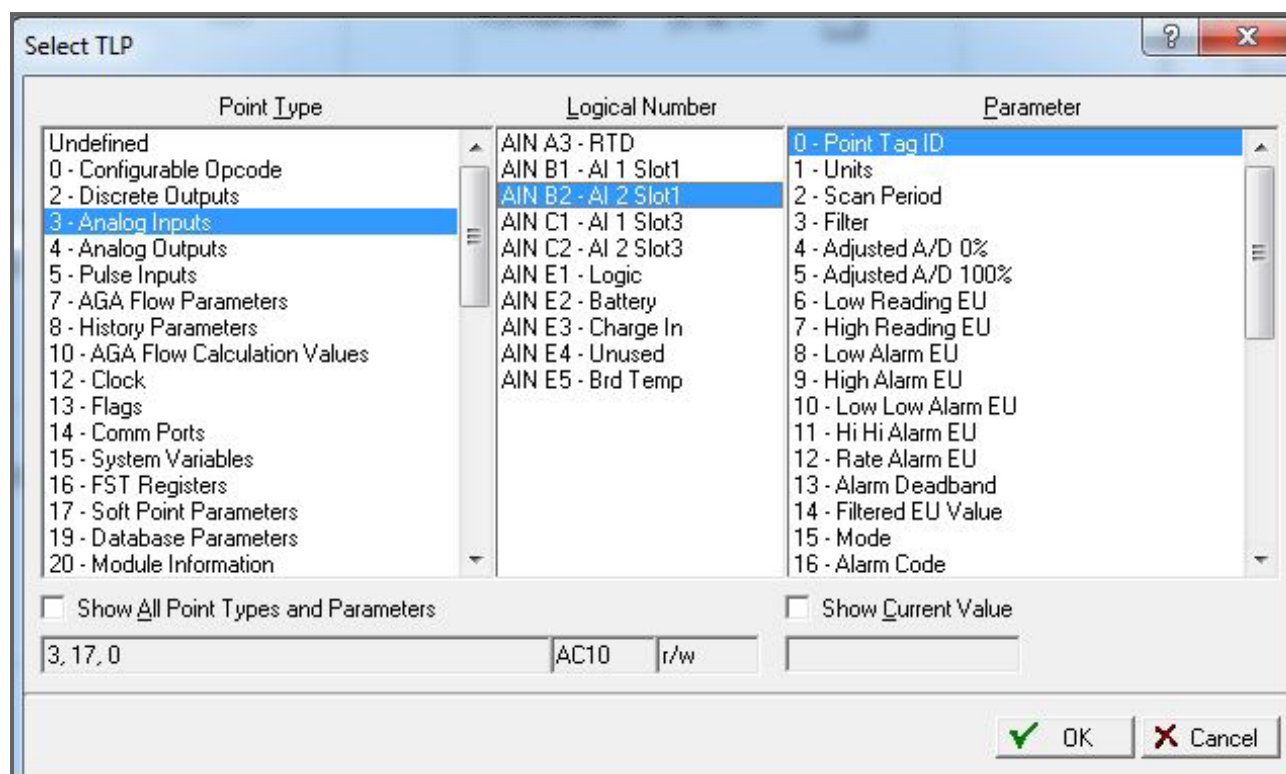 Select TLP
Point Type
Undefined
0 - Configurable Opcode
2 - Discrete Outputs
3 - Analog Inputs
4 - Analog Outputs
5 - Pulse Inputs
7 - AGA Flow Parameters
8 - History Parameters
10 - AGA Flow Calculation Values
12 - Clock
13 - Flags
14 - Comm Ports
15 - System Variables
16 - FST Registers
17 - Soft Point Parameters
19 - Database Parameters
20 - Module Information
Logical Number
AIN A3 - RTD
AIN B1 - AI 1 Slot1
AIN B2 - AI 2 Slot1
AIN C1 - AI 1 Slot3
AIN C2 - AI 2 Slot3
AIN E1 - Logic
AIN E2 - Battery
AIN E3 - Charge In
AIN E4 - Unused
AIN E5 - Brd Temp
Parameter
0 - Point Tag ID
1 - Units
2 - Scan Period
3 - Filter
4 - Adjusted A/D 0%
5 - Adjusted A/D 100%
6 - Low Reading EU
7 - High Reading EU
8 - Low Alarm EU
9 - High Alarm EU
10 - Low Low Alarm EU
11 - Hi Hi Alarm EU
12 - Rate Alarm EU
13 - Alarm Deadband
14 - Filtered EU Value
15 - Mode
16 - Alarm Code
Show All Point Types and Parameters
Show Current Value
3, 17, 0
AC10
r/w
OK
Cancel